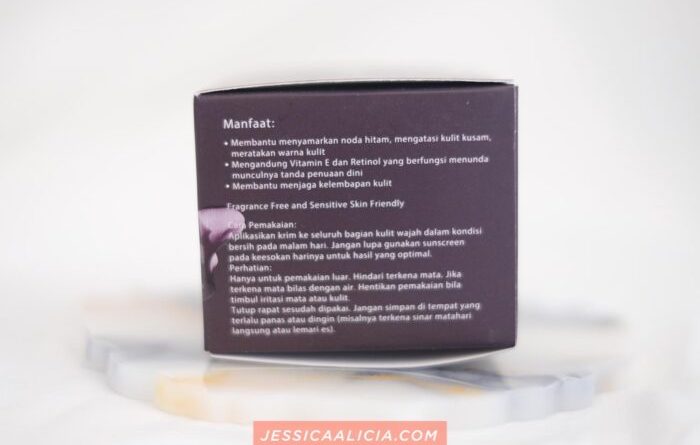 Manfaat:
• Membantu menyamarkan noda hitam, mengatasi kulit kusam,
meratakan warna kulit
• Mengandung Vitamin E dan Retinol yang berfungsi menunda
munculnya tanda penuaan dini
• Membantu menjaga kelembapan kulit
Fragrance Free and Sensitive Skin Friendly
Cara Pemakaian:
Aplikasikan krim ke seluruh bagian kulit wajah dalam kondisi
bersih pada malam hari. Jangan lupa gunakan sunscreen
pada keesokan harinya untuk hasil yang optimal.
Perhatian:
Hanya untuk pemakaian luar. Hindari terkena mata. Jika
terkena mata bilas dengan air. Hentikan pemakaian bila
timbul iritasi mata atau kulit.
Tutup rapat sesudah dipakai. Jangan simpan di tempat yang
terlalu panas atau dingin (misalnya terkena sinar matahari
langsung atau lemari es).
JESSICAALICIA.COM